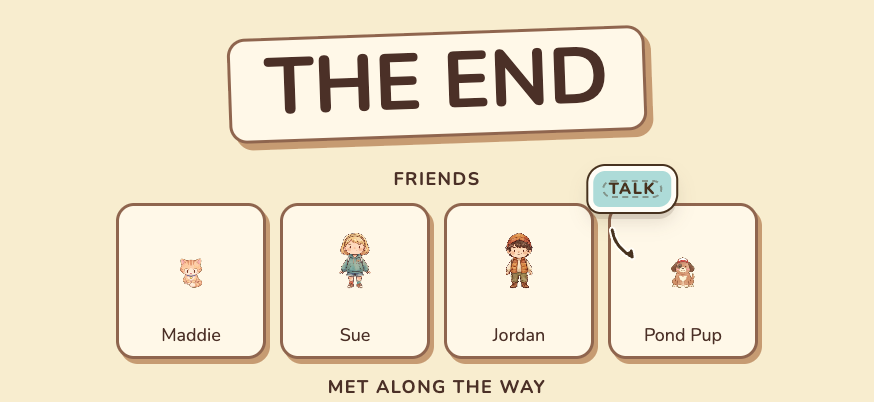 THE END
FRIENDS
TALK
Maddie
Sue
Jordan
Pond Pup
MET ALONG THE WAY